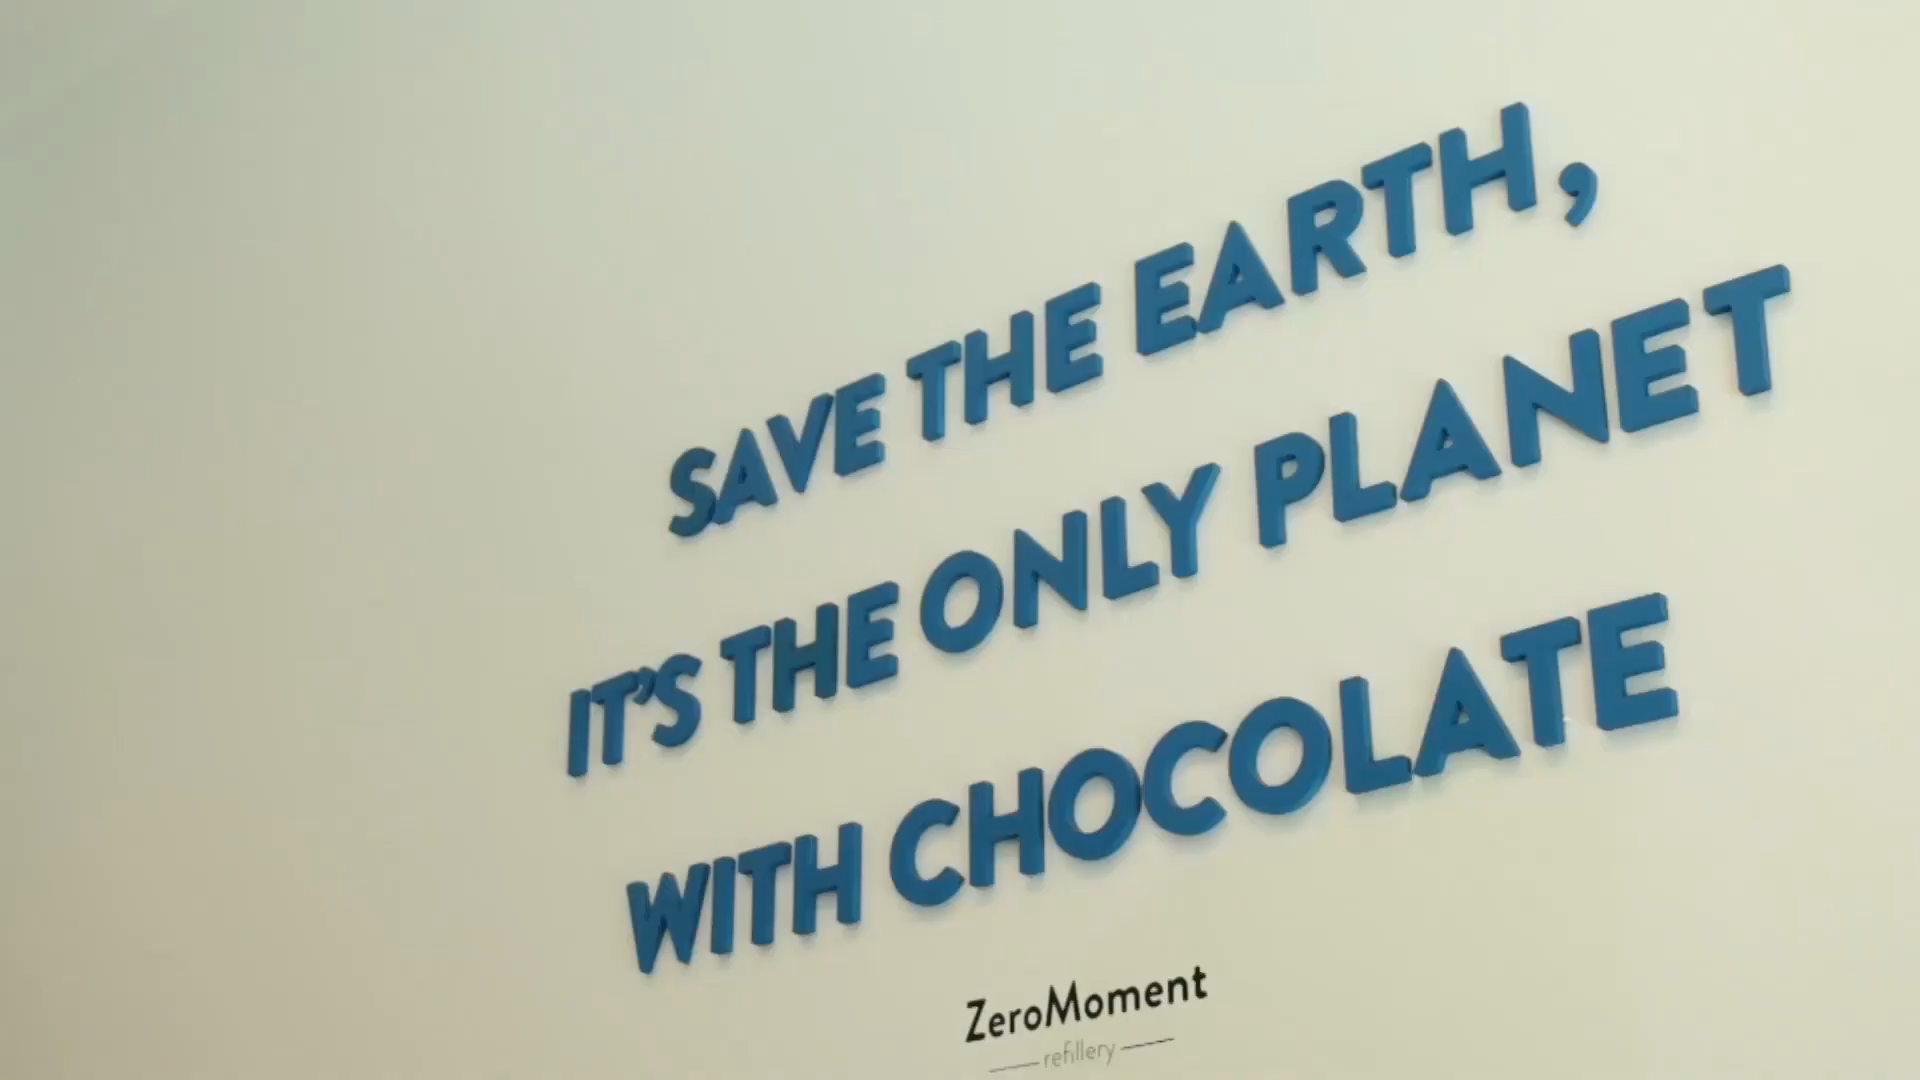 SAVE THE EARTH,
IT'S THE ONLY PLANET
WITH CHOCOLATE
ZeroMoment
refillery